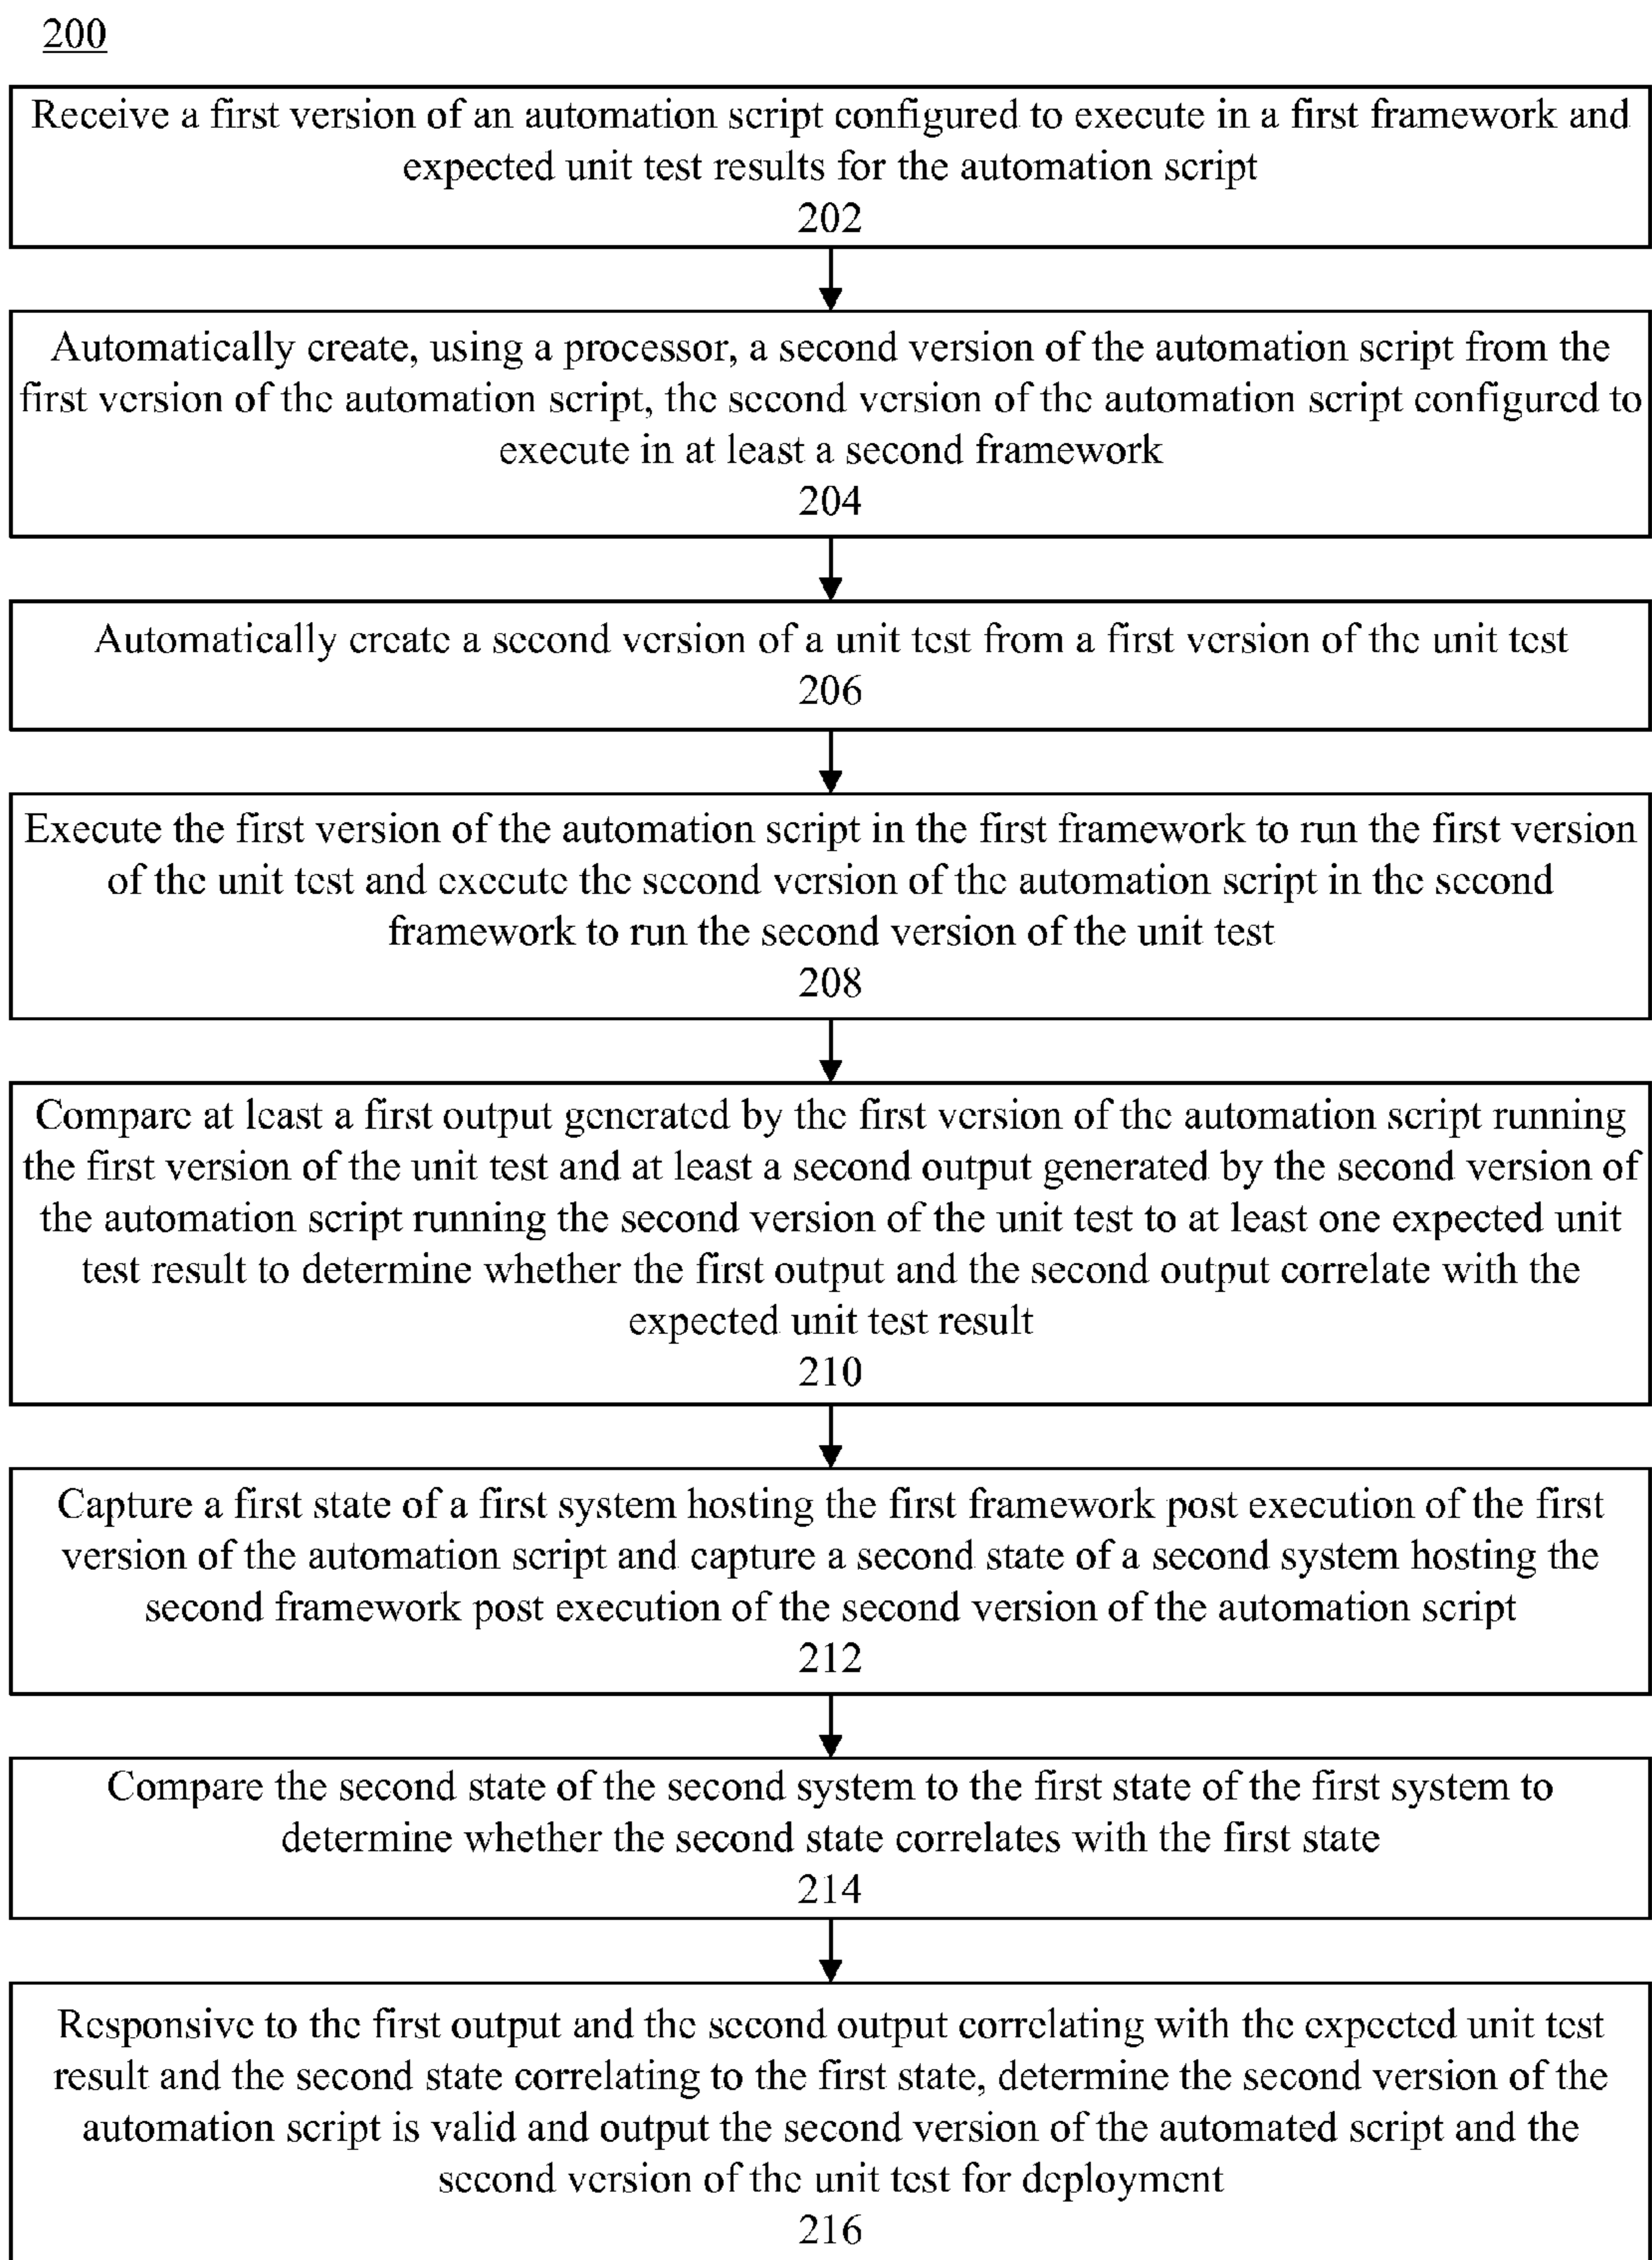 200
Receive a first version of an automation script configured to execute in a first framework and
expected unit test results for the automation script
202
Automatically create, using a processor, a second version of the automation script from the
first version of the automation script, the second version of the automation script configured to
execute in at least a second framework
204
Automatically create a second version of a unit test from a first version of the unit test
206
Execute the first version of the automation script in the first framework to run the first version
of the unit test and execute the second version of the automation script in the second
framework to run the second version of the unit test
208
Compare at least a first output generated by the first version of the automation script running
the first version of the unit test and at least a second output generated by the second version of
the automation script running the second version of the unit test to at least one expected unit
test result to determine whether the first output and the second output correlate with the
expected unit test result
210
Capture a first state of a first system hosting the first framework post execution of the first
version of the automation script and capture a second state of a second system hosting the
second framework post execution of the second version of the automation script
212
Compare the second state of the second system to the first state of the first system to
determine whether the second state correlates with the first state
214
Responsive to the first output and the second output correlating with the expected unit test
result and the second state correlating to the first state, determine the second version of the
automation script is valid and output the second version of the automated script and the
second version of the unit test for deployment
216